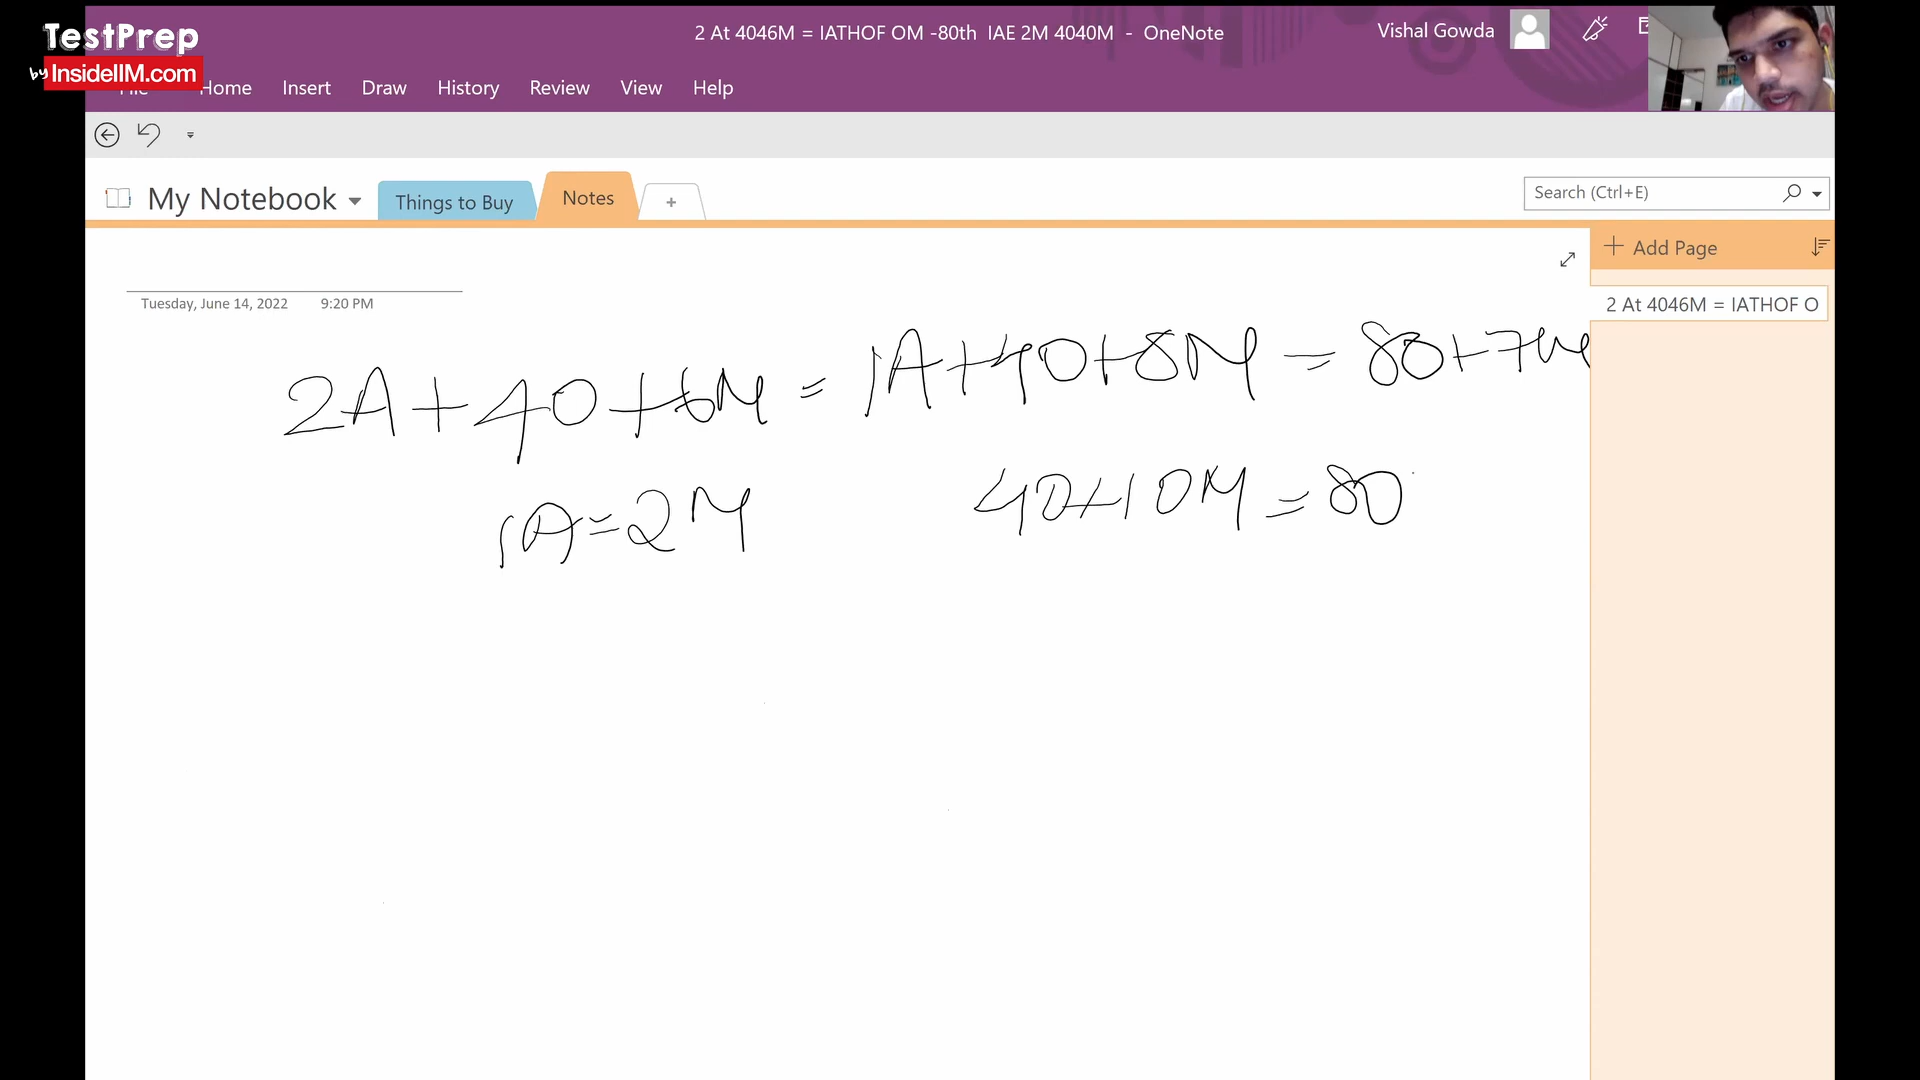 TestPrep
by InsideIIM.com
2 At 4046M = IATHOF OM -80th IAE 2M 4040M - OneNote
Vishal Gowda
Home Insert Draw History Review View Help
My Notebook
Things to Buy
Notes
+
Search (Ctrl+E)
Add Page
2 At 4046M = IATHOF O
Tuesday, June 14, 2022 9:20 PM
2A+40+6M = 1A+40+8M = 80+7M
1A=2M
40+10M=80